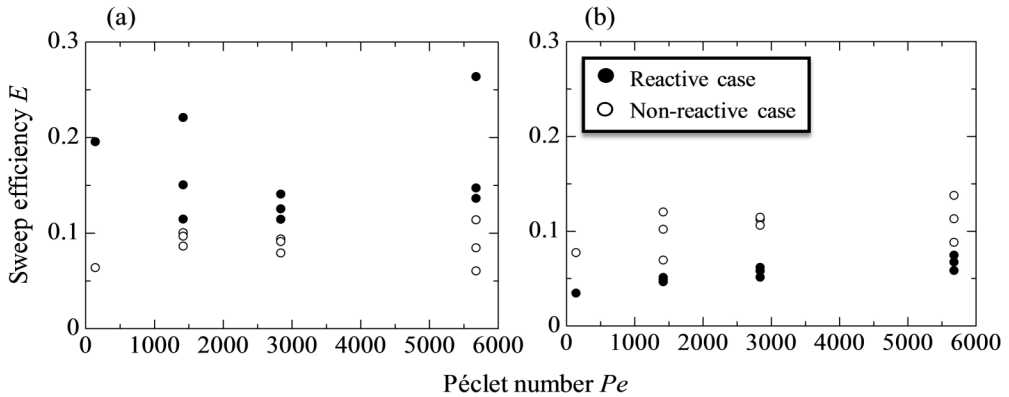 (a)
(b)
Sweep efficiency E
0.3
0.2
0.1
0
0 1000 2000 3000 4000 5000 6000
0.3
0.2
0.1
0
0 1000 2000 3000 4000 5000 6000
Reactive case
Non-reactive case
Péclet number Pe